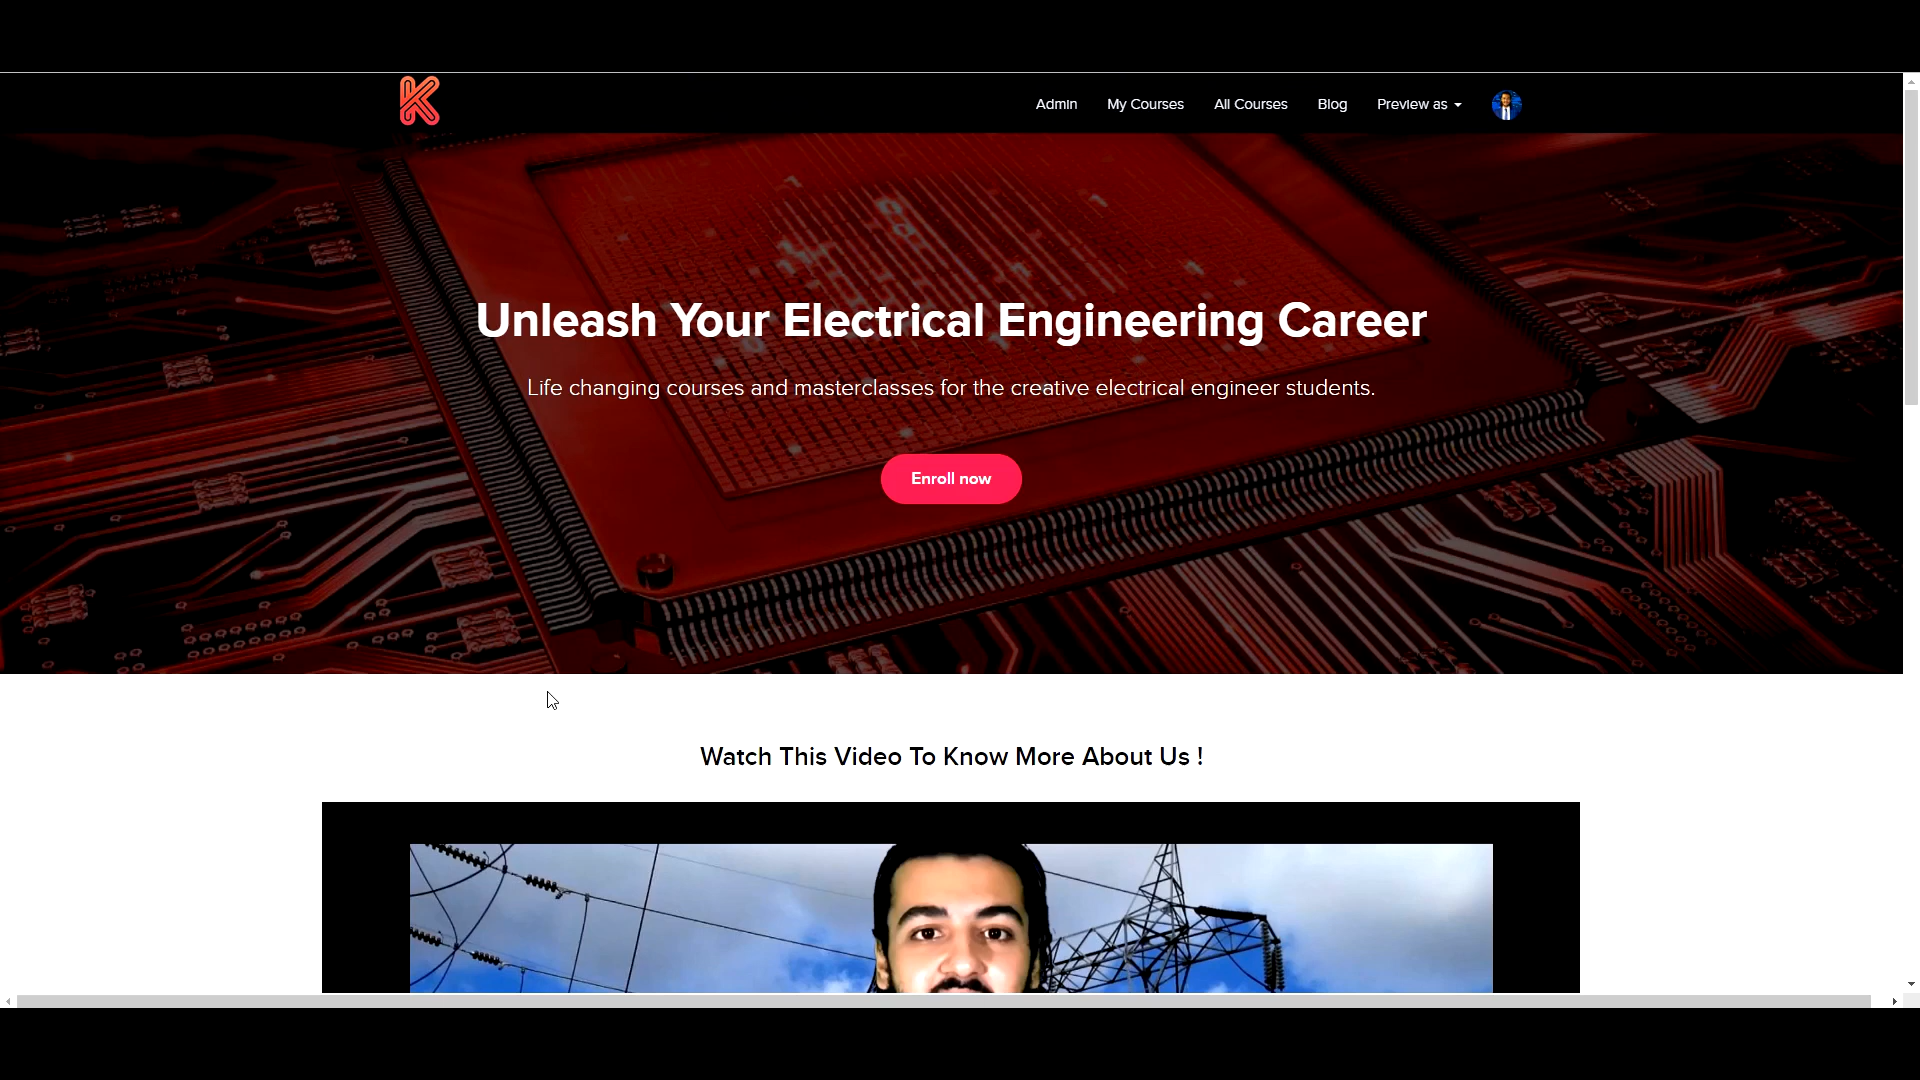 K
Admin
My Courses
All Courses
Blog
Preview as
Unleash Your Electrical Engineering Career
Life changing courses and masterclasses for the creative electrical engineer students.
Enroll now
Watch This Video To Know More About Us !